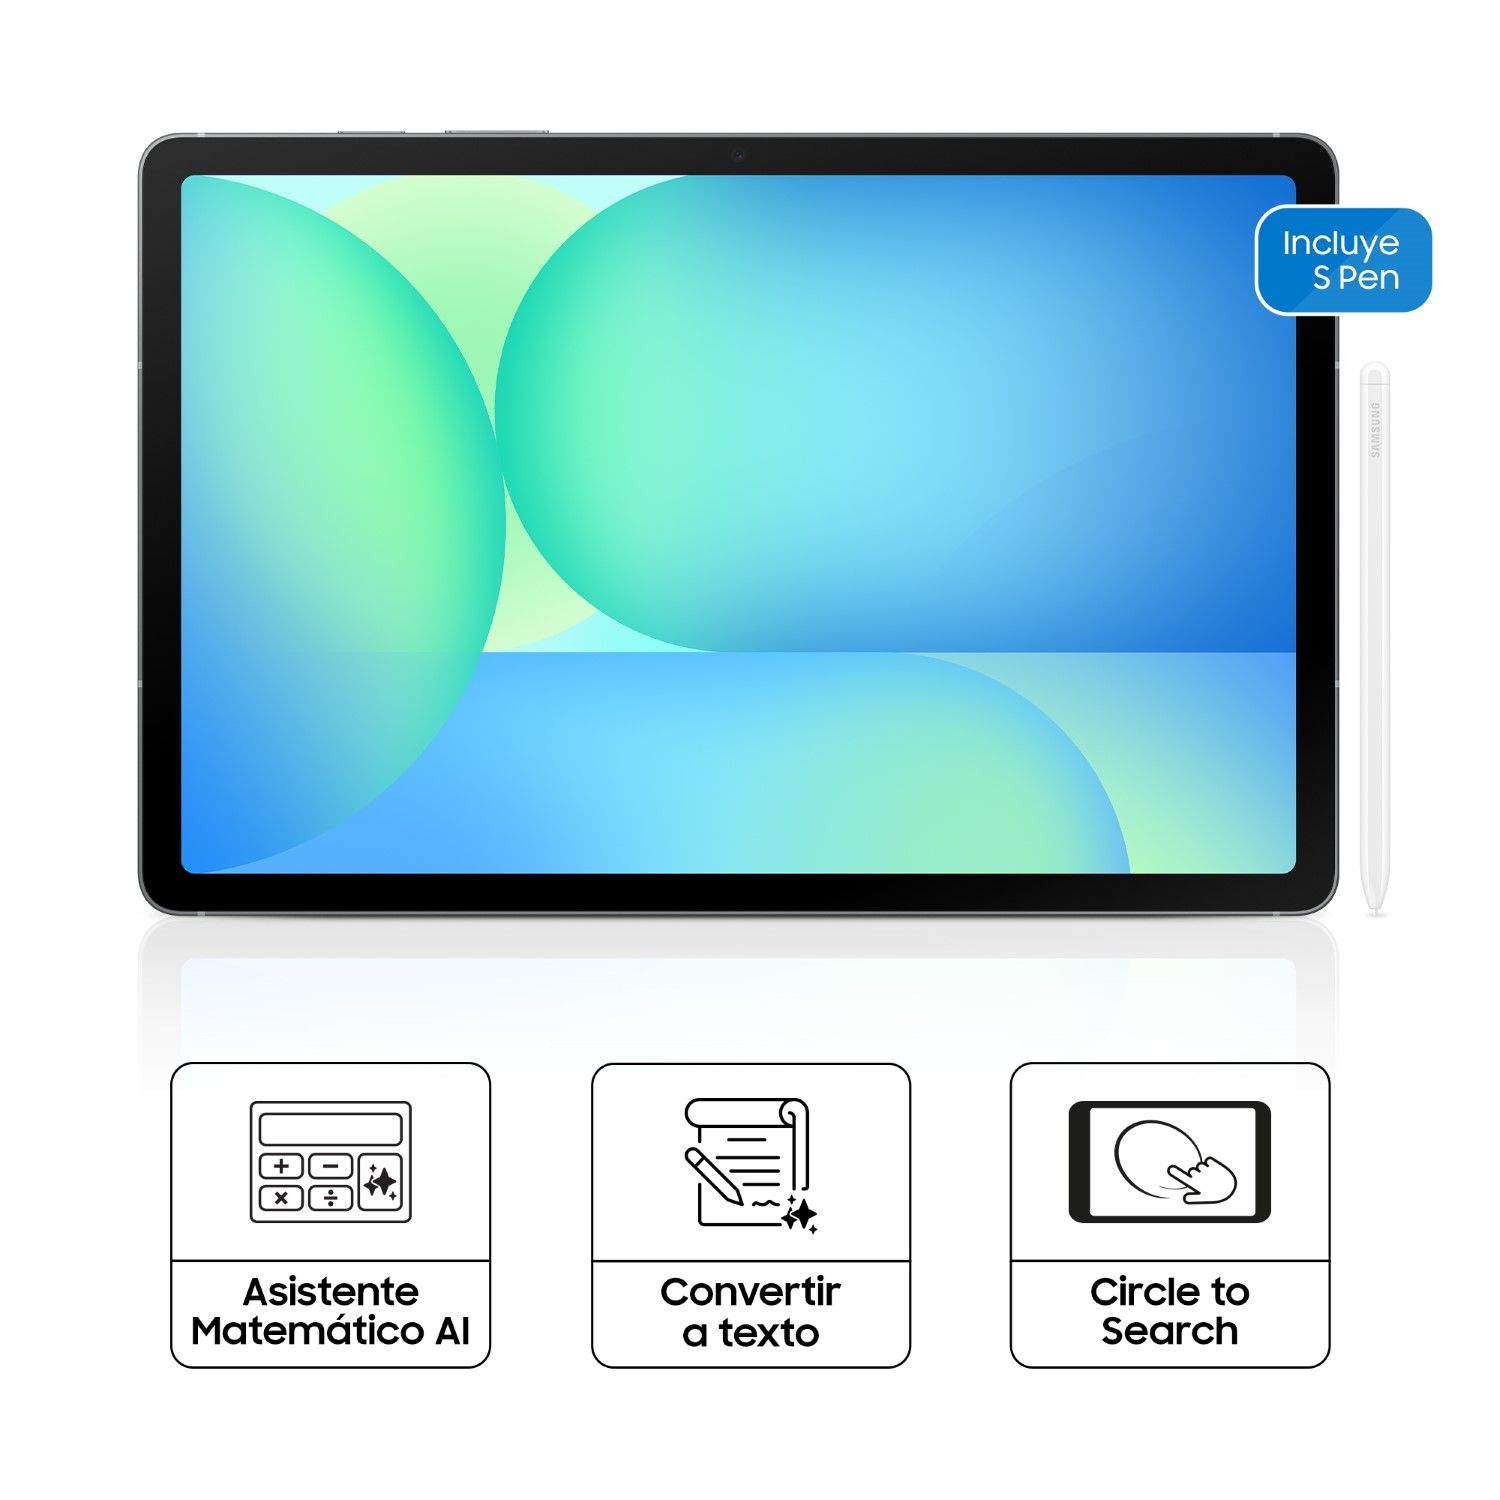 Incluye
S Pen
SAMSUNG
Asistente
Matemático AI
Convertir
a texto
Circle to
Search